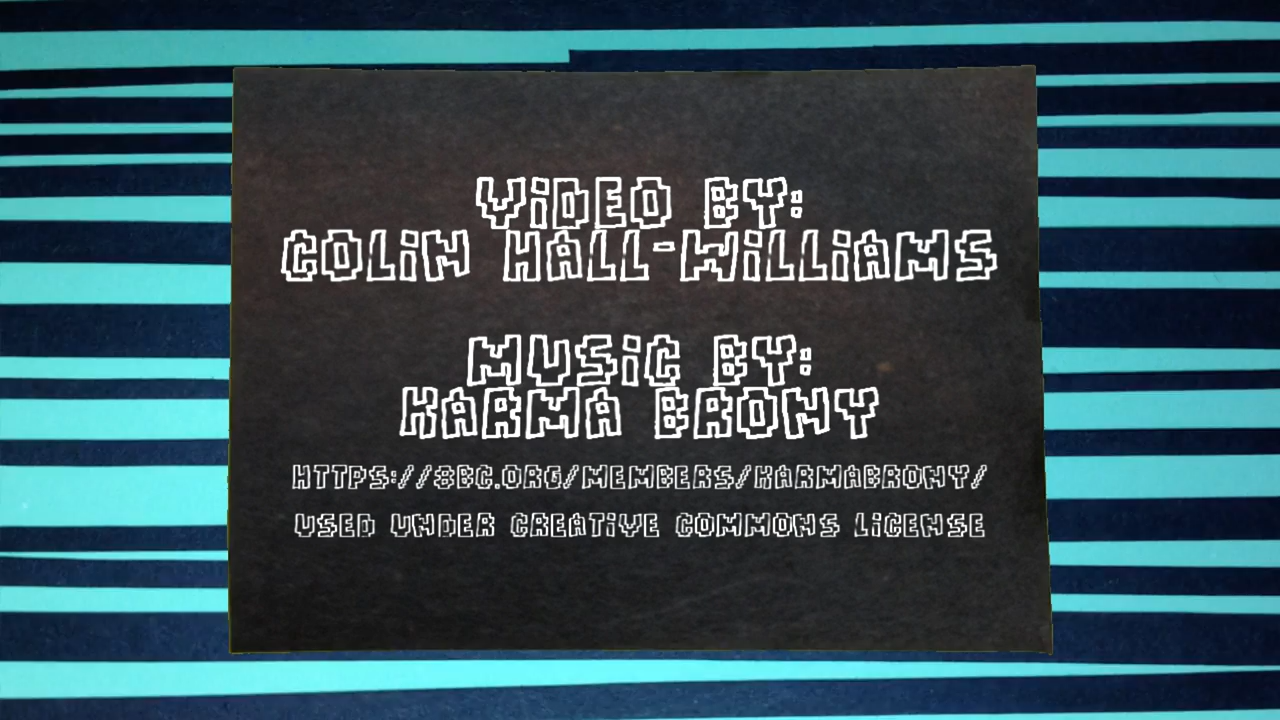 ViDEO BY:
COLiN HALL-WiLLiAMS
MUSiC BY:
KARMA BRONY
HTTPS://8BC.ORG/MEMBERS/KARMABRONY/
USED UNDER CREATiVE COMMONS LiCENSE